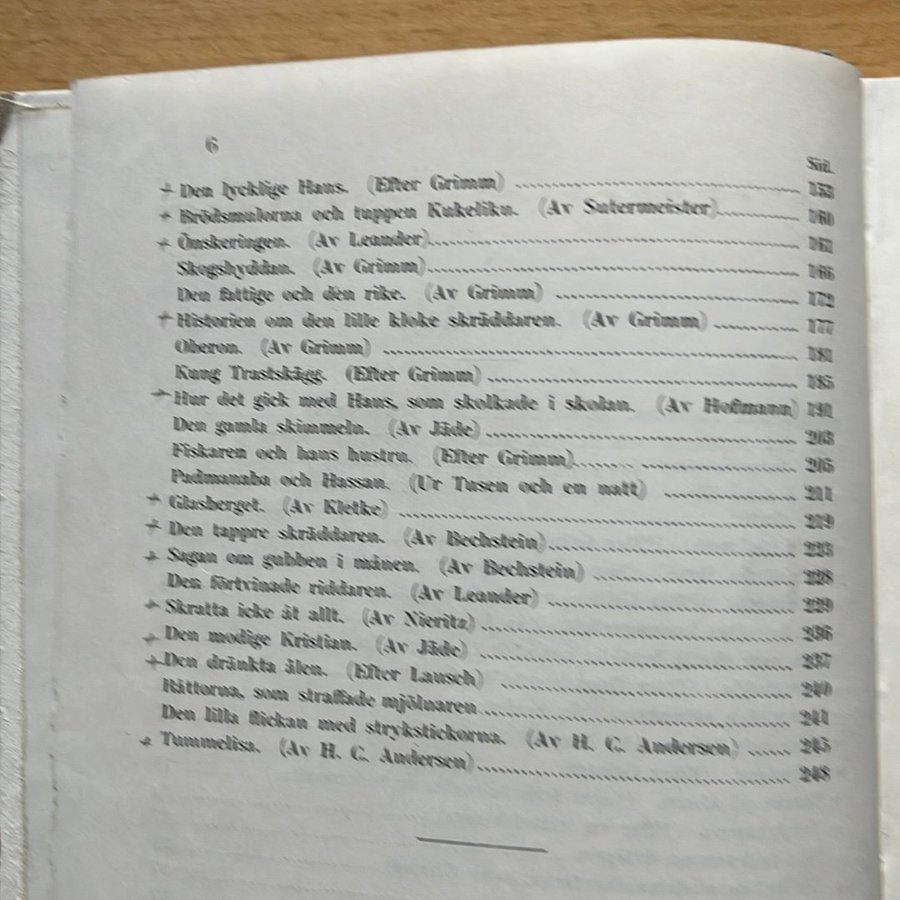 6
Sid.
+ Den lycklige Hans. (Efter Grimm) 153
+ Brödsmulorna och tuppen Kukeliku. (Av Sutermeister) 160
+ Önskeringen. (Av Leander) 161
Skogshyddan. (Av Grimm) 166
Den fattige och den rike. (Av Grimm) 172
+ Historien om den lille kloke skräddaren. (Av Grimm) 177
Oberon. (Av Grimm) 181
Kung Trastskägg. (Efter Grimm) 185
+ Hur det gick med Hans, som skolkade i skolan. (Av Hofmann) 191
Den gamla skimmeln. (Av Jäde) 203
Fiskaren och hans hustru. (Efter Grimm) 205
Padmanaba och Hassan. (Ur Tusen och en natt) 211
+ Glasberget. (Av Kletke) 219
+ Den tappre skräddaren. (Av Bechstein) 223
+ Sagan om gubben i månen. (Av Bechstein) 228
Den förtvinade riddaren. (Av Leander) 229
+ Skratta icke åt allt. (Av Nieritz) 236
+ Den modige Kristian. (Av Jäde) 237
+ Den dränkta ålen. (Efter Lausch) 240
Råttorna, som straffade mjölnaren 241
Den lilla flickan med strykstickorna. (Av H. C. Andersen) 245
+ Tummelisa. (Av H. C. Andersen) 248